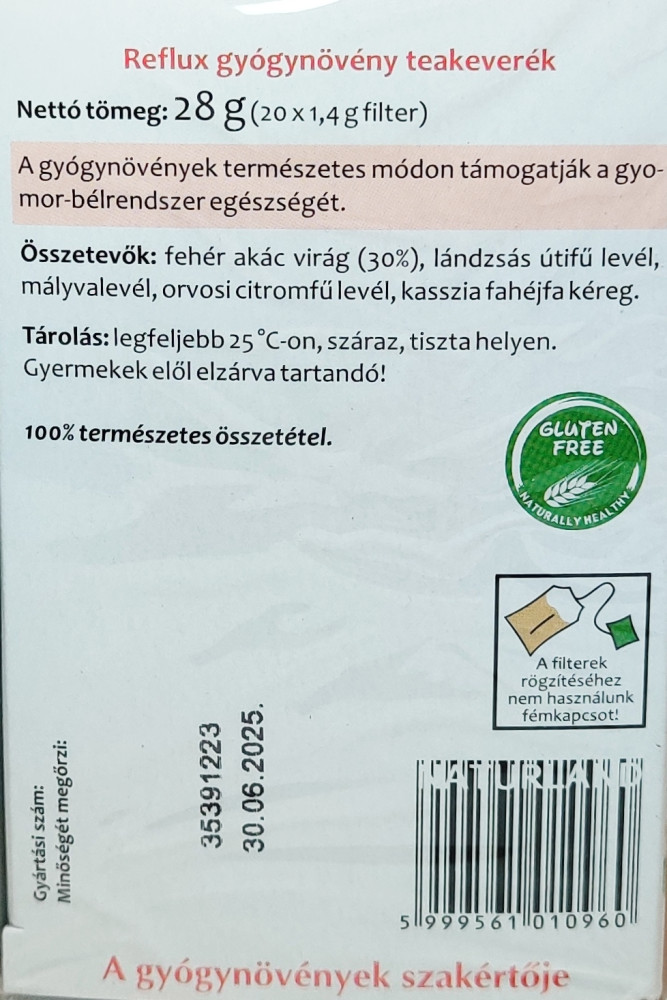 Reflux gyógynövény teakeverék
Nettó tömeg: 28 g (20 x 1,4 g filter)
A gyógynövények természetes módon támogatják a gyo-
mor-bélrendszer egészségét.
Összetevők: fehér akác virág (30%), lándzsás útifű levél,
mályvalevél, orvosi citromfű levél, kasszia fahéjfa kéreg.
Tárolás: legfeljebb 25 °C-on, száraz, tiszta helyen.
Gyermekek elől elzárva tartandó!
100% természetes összetétel.
GLUTEN
FREE
NATURALLY HEALTHY
A filterek
rögzítéséhez
nem használunk
fémkapcsot!
Gyártási szám:
Minőségét megőrzi:
35391223
30.06.2025.
NATURLAND
5 999561 010960
A gyógynövények szakértője